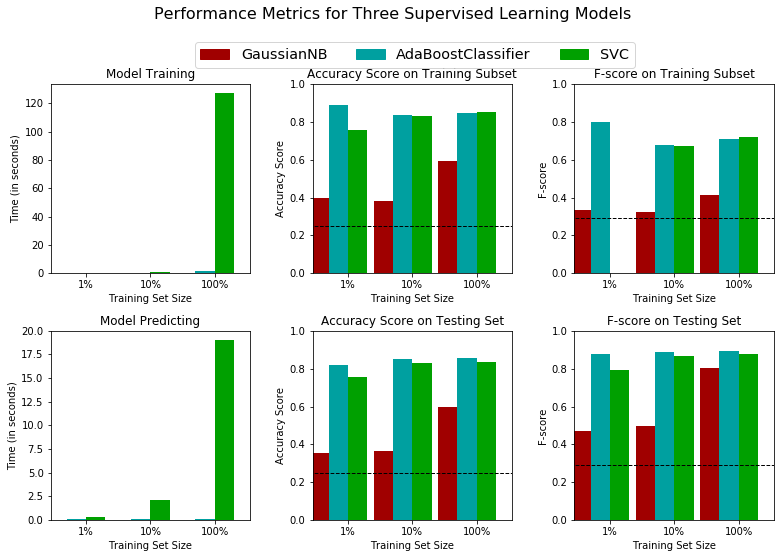 Performance Metrics for Three Supervised Learning Models
GaussianNB AdaBoostClassifier SVC
Model Training
Time (in seconds)
120
100
80
60
40
20
0
1% 10% 100%
Training Set Size
Accuracy Score on Training Subset
Accuracy Score
1.0
0.8
0.6
0.4
0.2
0.0
1% 10% 100%
Training Set Size
F-score on Training Subset
F-score
1.0
0.8
0.6
0.4
0.2
0.0
1% 10% 100%
Training Set Size
Model Predicting
Time (in seconds)
20.0
17.5
15.0
12.5
10.0
7.5
5.0
2.5
0.0
1% 10% 100%
Training Set Size
Accuracy Score on Testing Set
Accuracy Score
1.0
0.8
0.6
0.4
0.2
0.0
1% 10% 100%
Training Set Size
F-score on Testing Set
F-score
1.0
0.8
0.6
0.4
0.2
0.0
1% 10% 100%
Training Set Size